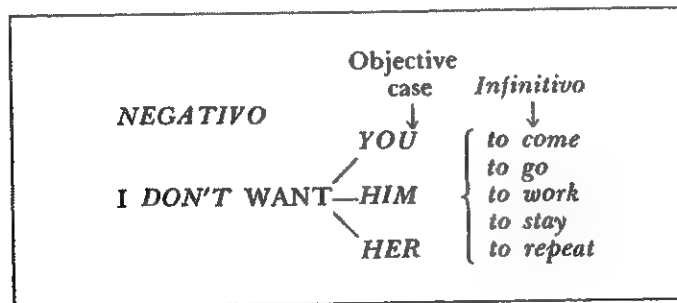 Objective
case
Infinitivo
NEGATIVO
YOU
to come
to go
I DON'T WANT HIM
to work
to stay
HER
to repeat